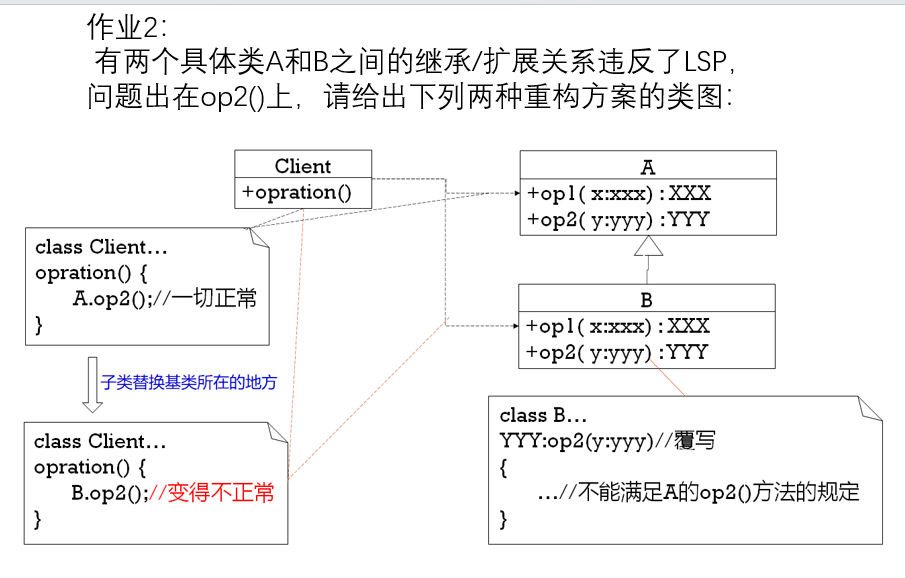 作业2：
有两个具体类A和B之间的继承/扩展关系违反了LSP，
问题出在op2()上，请给出下列两种重构方案的类图：
Client
+opration()
A
+op1( x:xxx) : XXX
+op2( y:yyy) : YYY
class Client...
opration() {
A.op2();//一切正常
}
B
+op1( x:xxx) : XXX
+op2( y:yyy) : YYY
子类替换基类所在的地方
class Client...
opration() {
B.op2();//变得不正常
}
class B...
YYY:op2(y:yyy)//覆写
{
...//不能满足A的op2()方法的规定
}